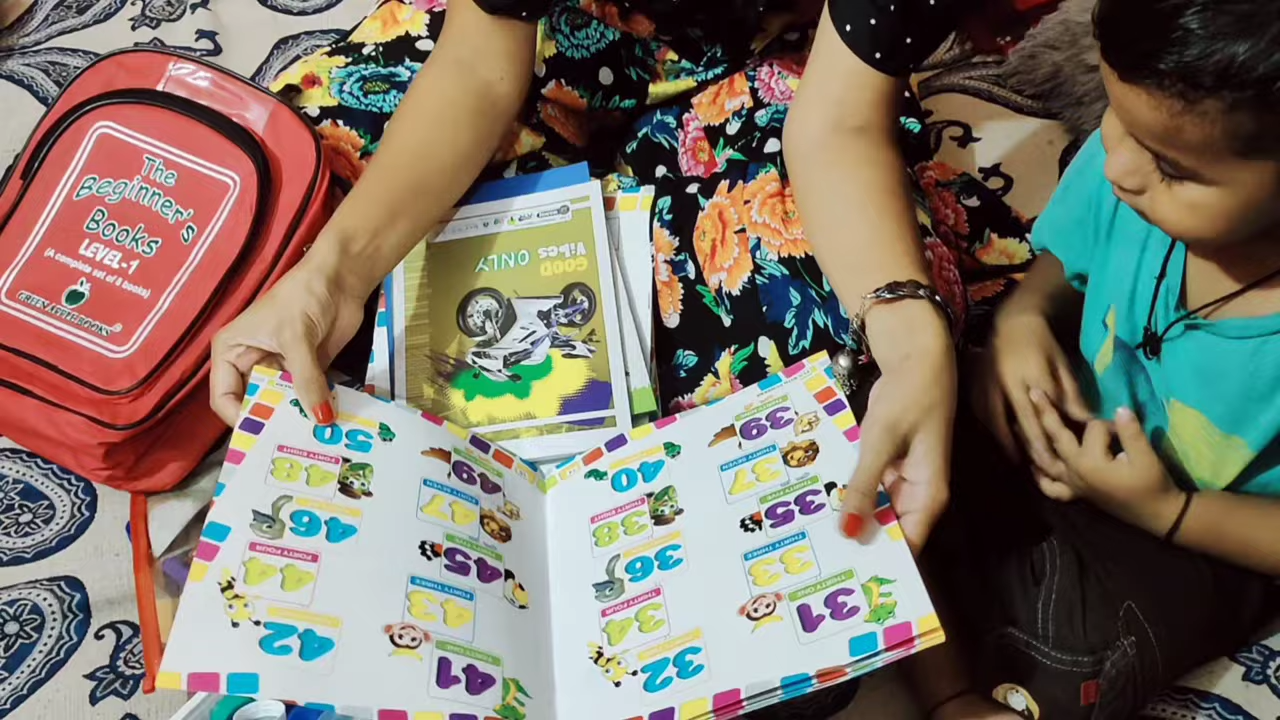 The
Beginner's
Books
LEVEL-1
(A complete set of 8 books)
GREEN APPLE BOOKS
GOOD
Vibes
ONLY
31
32
THIRTY THREE
33
THIRTY FOUR
34
THIRTY FIVE
35
36
THIRTY SEVEN
37
THIRTY EIGHT
38
THIRTY NINE
39
40
FORTY ONE
41
42
FORTY THREE
43
FORTY FOUR
44
45
46
FORTY SEVEN
47
FORTY EIGHT
48
49
50
THIRTY ONE